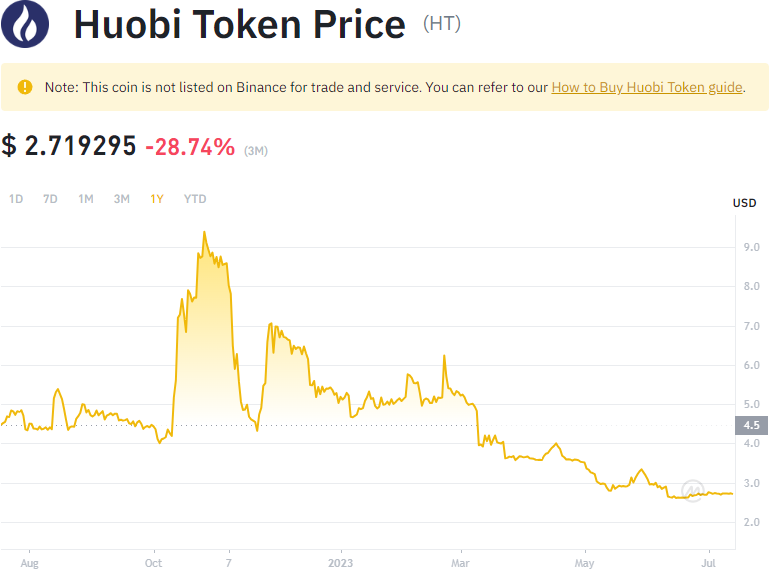 Huobi Token Price (HT)
Note: This coin is not listed on Binance for trade and service. You can refer to our How to Buy Huobi Token guide.
$ 2.719295 -28.74% (3M)
1D 7D 1M 3M 1Y YTD
USD
9.0
8.0
7.0
6.0
5.0
4.5
4.0
3.0
2.0
Aug Oct 7 2023 Mar May Jul